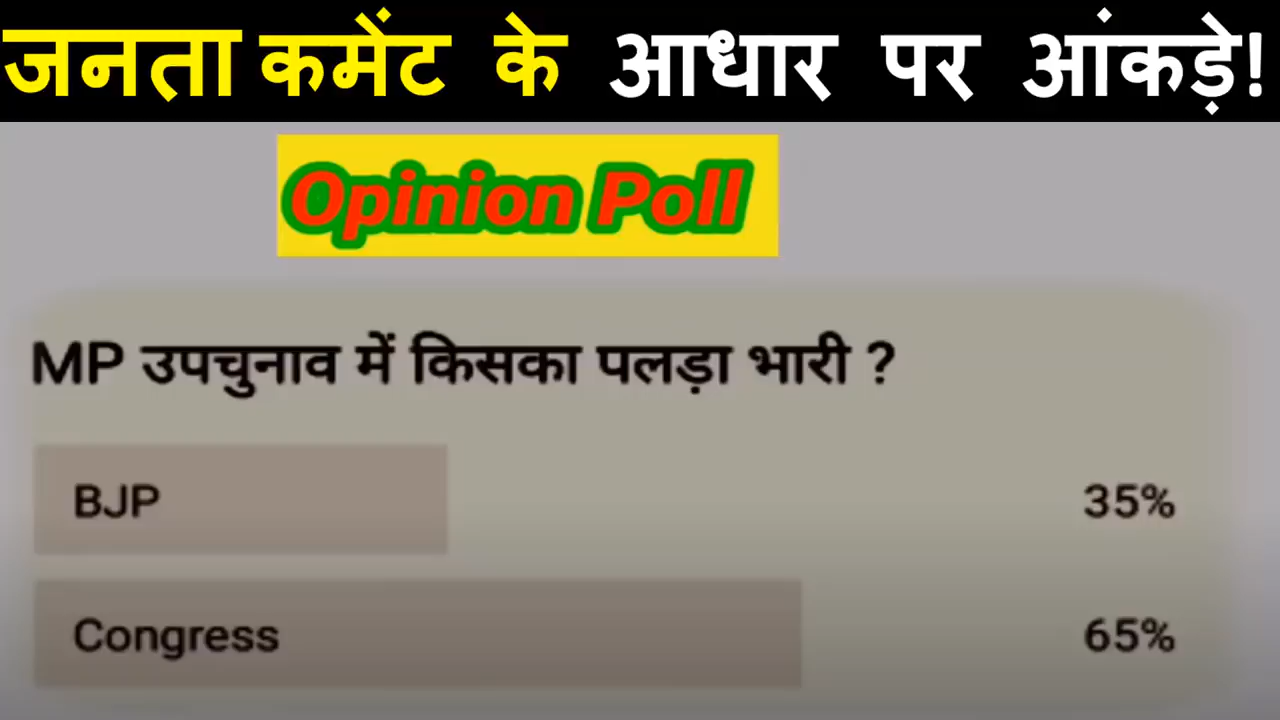 जनता कमेंट के आधार पर आंकड़े!
Opinion Poll
MP उपचुनाव में किसका पलड़ा भारी ?
BJP 35%
Congress 65%